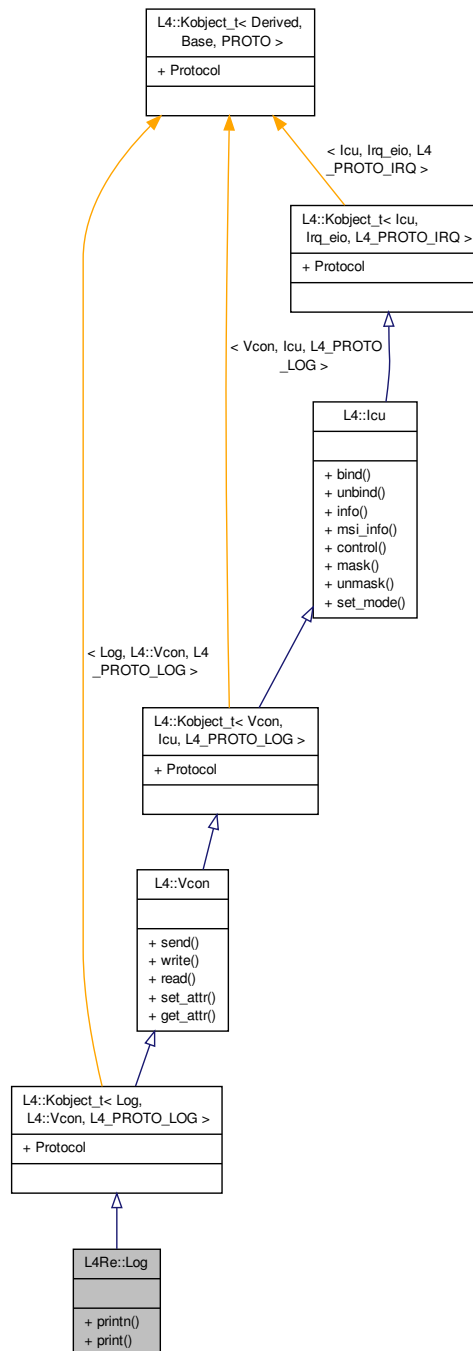 L4::Kobject_t< Derived,
Base, PROTO >
+ Protocol
< Icu, Irq_eio, L4
_PROTO_IRQ >
L4::Kobject_t< Icu,
Irq_eio, L4_PROTO_IRQ >
+ Protocol
< Vcon, Icu, L4_PROTO
_LOG >
L4::Icu
+ bind()
+ unbind()
+ info()
+ msi_info()
+ control()
+ mask()
+ unmask()
+ set_mode()
< Log, L4::Vcon, L4
_PROTO_LOG >
L4::Kobject_t< Vcon,
Icu, L4_PROTO_LOG >
+ Protocol
L4::Vcon
+ send()
+ write()
+ read()
+ set_attr()
+ get_attr()
L4::Kobject_t< Log,
L4::Vcon, L4_PROTO_LOG >
+ Protocol
L4Re::Log
+ printn()
+ print()